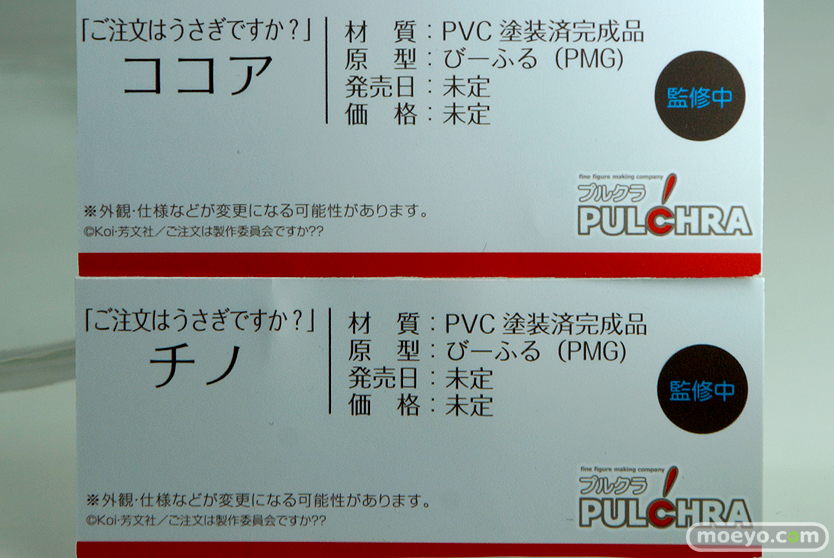 「ご注文はうさぎですか？」
ココア
材　質：PVC 塗装済完成品
原　型：びーふる（PMG）
発売日：未定
価　格：未定
監修中
※外観・仕様などが変更になる可能性があります。
©Koi・芳文社／ご注文は製作委員会ですか??
fine figure making company
プルクラ
PULCHRA
「ご注文はうさぎですか？」
チノ
材　質：PVC 塗装済完成品
原　型：びーふる（PMG）
発売日：未定
価　格：未定
監修中
※外観・仕様などが変更になる可能性があります。
©Koi・芳文社／ご注文は製作委員会ですか??
fine figure making company
プルクラ
PULCHRA
moeyo.com